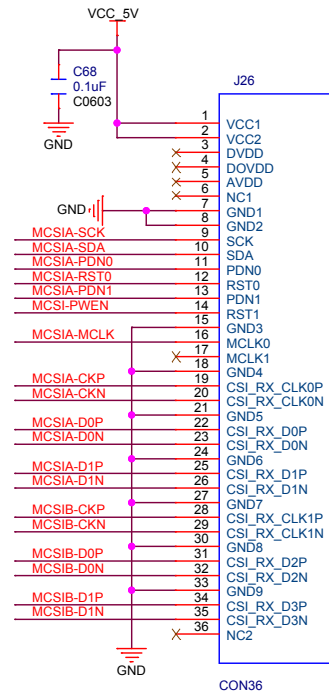 VCC_5V
C68
0.1uF
C0603
GND
J26
1 VCC1
2 VCC2
3 DVDD
4 DOVDD
5 AVDD
6 NC1
GND 7 GND1
8 GND2
MCSIA-SCK 9 SCK
MCSIA-SDA 10 SDA
MCSIA-PDN0 11 PDN0
MCSIA-RST0 12 RST0
MCSIA-PDN1 13 PDN1
MCSI-PWEN 14 RST1
15 GND3
MCSIA-MCLK 16 MCLK0
17 MCLK1
18 GND4
MCSIA-CKP 19 CSI_RX_CLK0P
MCSIA-CKN 20 CSI_RX_CLK0N
21 GND5
MCSIA-D0P 22 CSI_RX_D0P
MCSIA-D0N 23 CSI_RX_D0N
24 GND6
MCSIA-D1P 25 CSI_RX_D1P
MCSIA-D1N 26 CSI_RX_D1N
27 GND7
MCSIB-CKP 28 CSI_RX_CLK1P
MCSIB-CKN 29 CSI_RX_CLK1N
30 GND8
MCSIB-D0P 31 CSI_RX_D2P
MCSIB-D0N 32 CSI_RX_D2N
33 GND9
MCSIB-D1P 34 CSI_RX_D3P
MCSIB-D1N 35 CSI_RX_D3N
36 NC2
GND
CON36